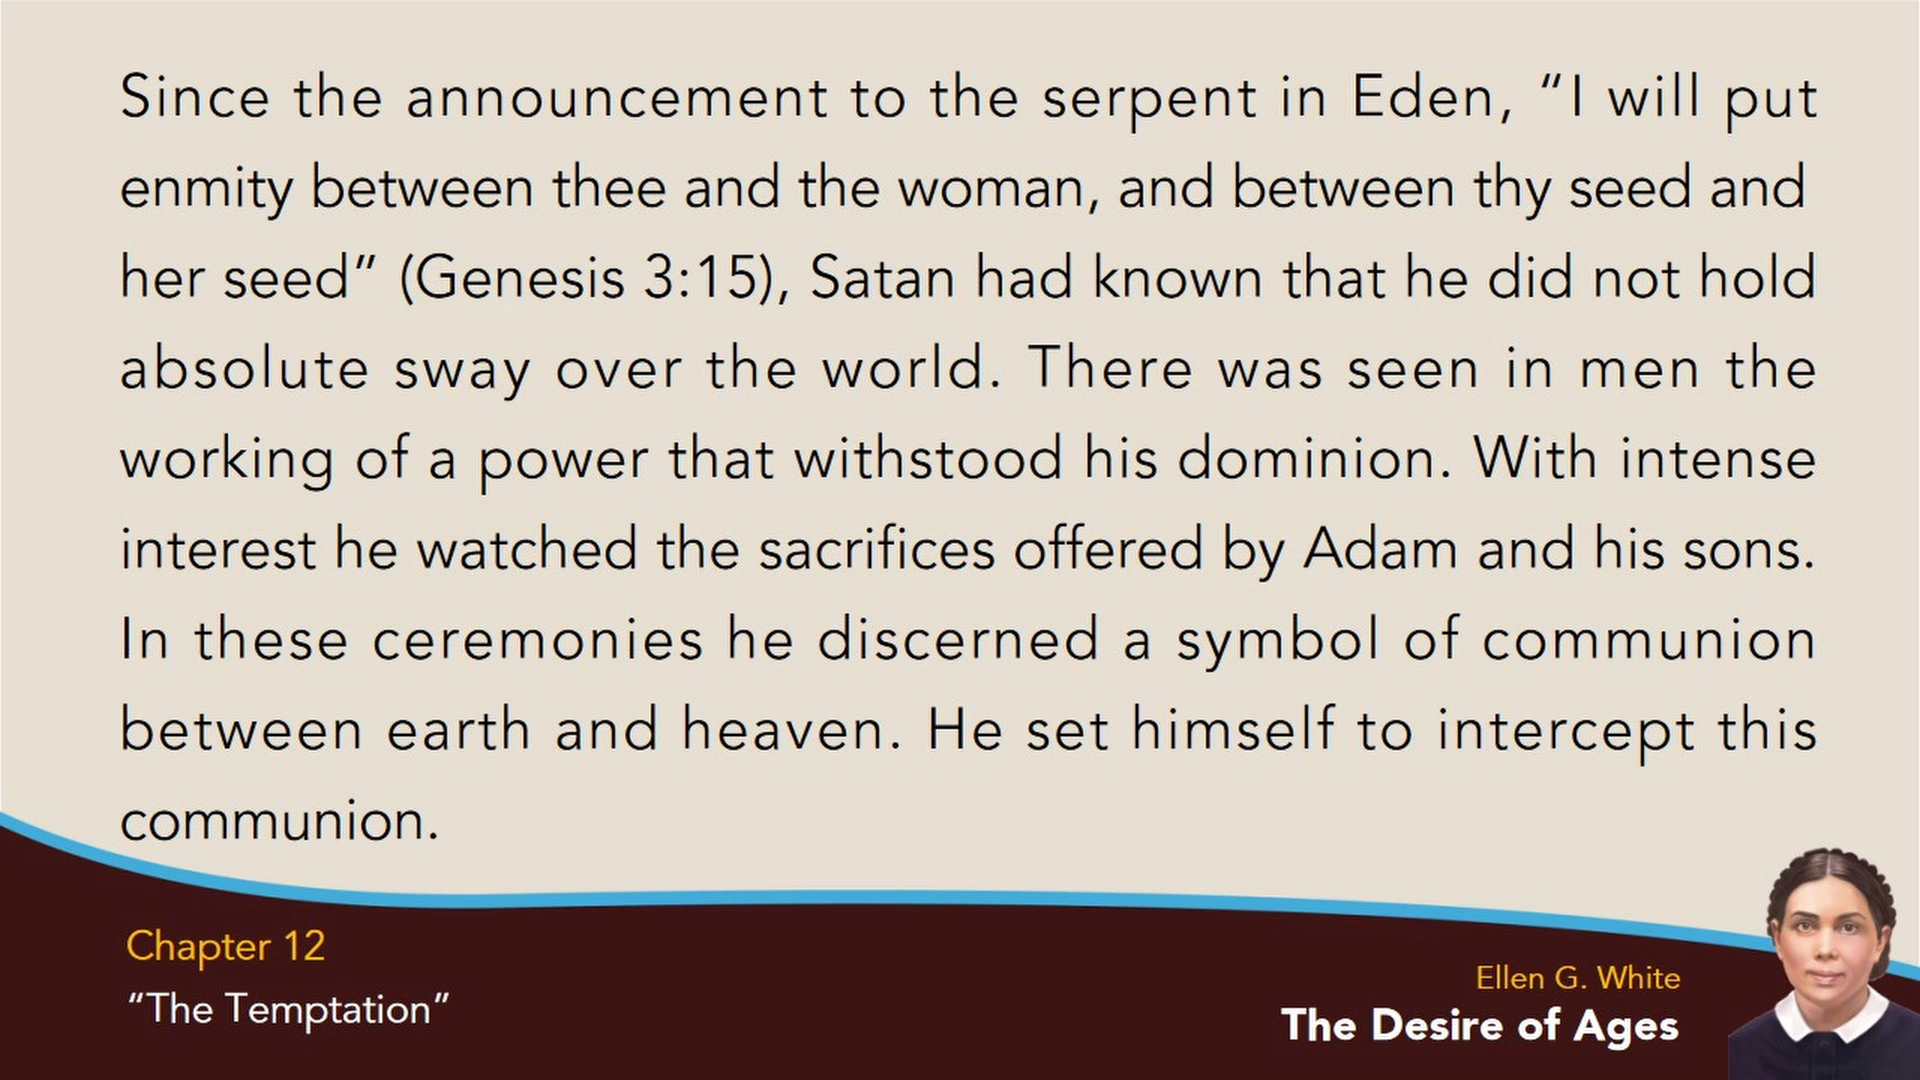 Since the announcement to the serpent in Eden, “I will put
enmity between thee and the woman, and between thy seed and
her seed” (Genesis 3:15), Satan had known that he did not hold
absolute sway over the world. There was seen in men the
working of a power that withstood his dominion. With intense
interest he watched the sacrifices offered by Adam and his sons.
In these ceremonies he discerned a symbol of communion
between earth and heaven. He set himself to intercept this
communion.
Chapter 12
“The Temptation”
Ellen G. White
The Desire of Ages